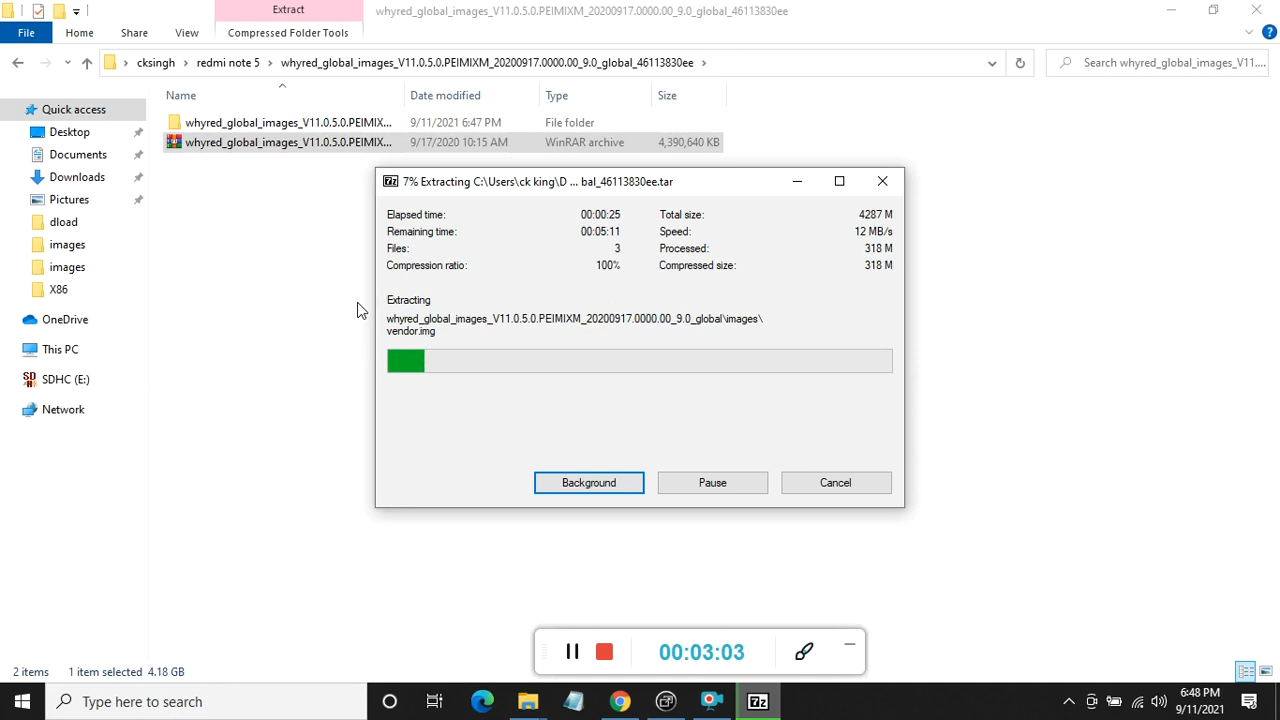 Extract
whyred_global_images_V11.0.5.0.PEIMIXM_20200917.0000.00_9.0_global_46113830ee
File
Home
Share
View
Compressed Folder Tools
cksingh
redmi note 5
whyred_global_images_V11.0.5.0.PEIMIXM_20200917.0000.00_9.0_global_46113830ee
Search whyred_global_images_V11....
Name
Date modified
Type
Size
Quick access
Desktop
Documents
Downloads
Pictures
dload
images
images
X86
OneDrive
This PC
SDHC (E:)
Network
whyred_global_images_V11.0.5.0.PEIMIX... 9/11/2021 6:47 PM File folder
whyred_global_images_V11.0.5.0.PEIMIX... 9/17/2020 10:15 AM WinRAR archive 4,390,640 KB
7% Extracting C:\Users\ck king\D ... bal_46113830ee.tar
Elapsed time: 00:00:25 Total size: 4287 M
Remaining time: 00:05:11 Speed: 12 MB/s
Files: 3 Processed: 318 M
Compression ratio: 100% Compressed size: 318 M
Extracting
whyred_global_images_V11.0.5.0.PEIMIXM_20200917.0000.00_9.0_global\images\
vendor.img
Background
Pause
Cancel
00:03:03
2 items 1 item selected 4.18 GB
Type here to search
7z
6:48 PM
9/11/2021